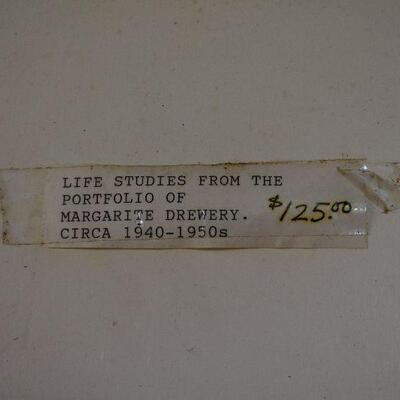 LIFE STUDIES FROM THE
PORTFOLIO OF
MARGARITE DREWERY. $125.00
CIRCA 1940-1950s